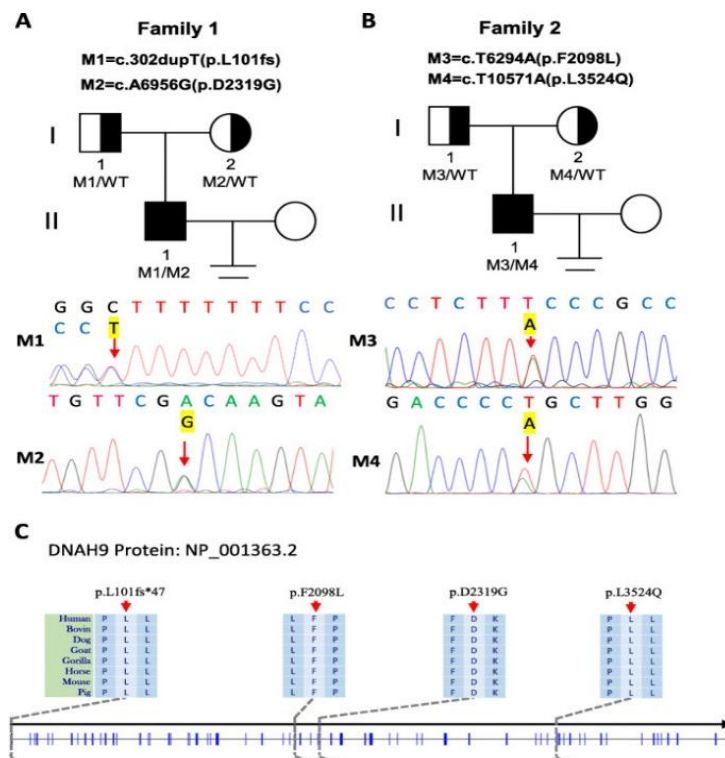 A
Family 1
M1=c.302dupT(p.L101fs)
M2=c.A6956G(p.D2319G)
I
1
2
M1/WT
M2/WT
II
1
M1/M2
G G C T T T T T T T C C
C C T
M1
T G T T C G A C A A G T A
G
M2
B
Family 2
M3=c.T6294A(p.F2098L)
M4=c.T10571A(p.L3524Q)
I
1
2
M3/WT
M4/WT
II
1
M3/M4
C C T C T T T C C C G C C
A
M3
G A C C C C T G C T T G G
A
M4
C
DNAH9 Protein: NP_001363.2
p.L101fs*47 p.F2098L p.D2319G p.L3524Q
Human P L L L F P F D K P L L
Bovin P L L L F P F D K P L L
Dog P L L L F P F D K P L L
Goat P L L L F P F D K P L L
Gorilla P L L L F P F D K P L L
Horse P L L L F P F D K P L L
Mouse P L L L F P F D K P L L
Pig P L L L F P F D K P L L